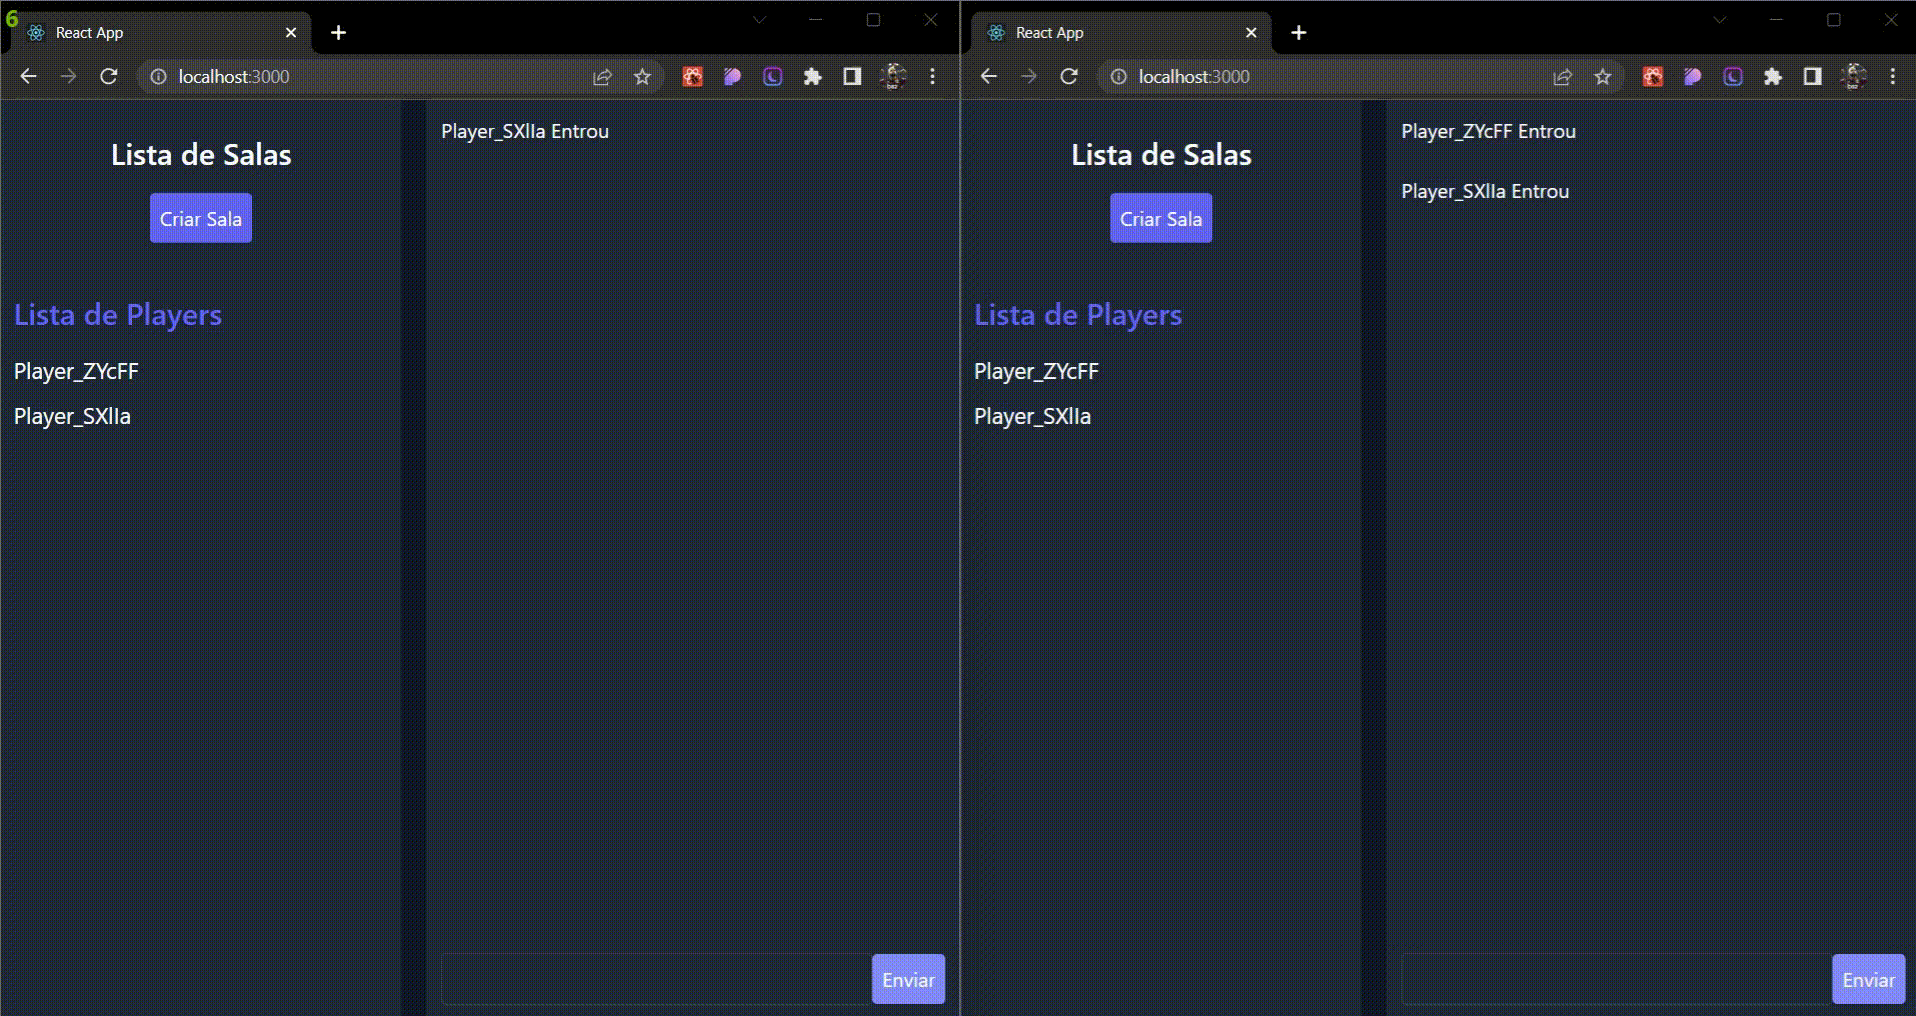 6
React App
localhost:3000
Lista de Salas
Criar Sala
Lista de Players
Player_ZYcFF
Player_SXlIa
Player_SXlIa Entrou
Enviar
React App
localhost:3000
Lista de Salas
Criar Sala
Lista de Players
Player_ZYcFF
Player_SXlIa
Player_ZYcFF Entrou
Player_SXlIa Entrou
Enviar